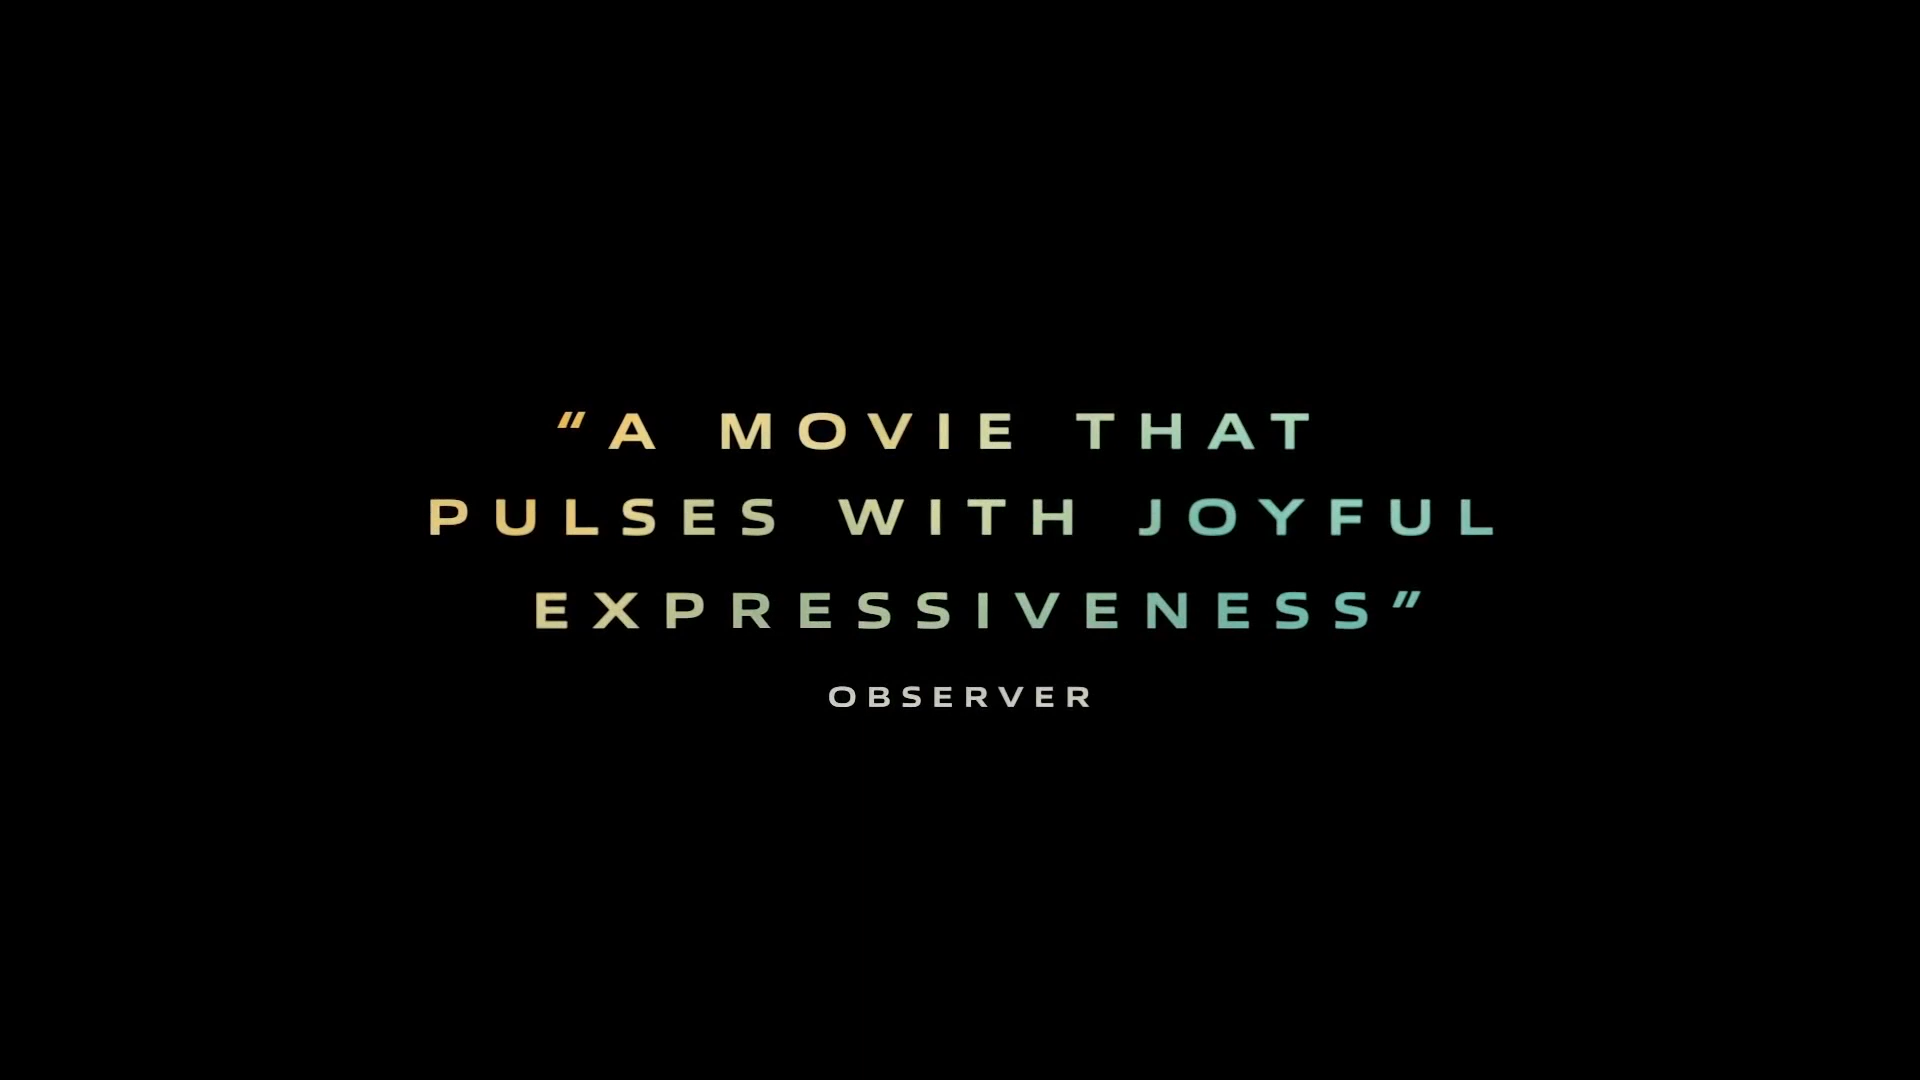 “A MOVIE THAT
PULSES WITH JOYFUL
EXPRESSIVENESS”
OBSERVER